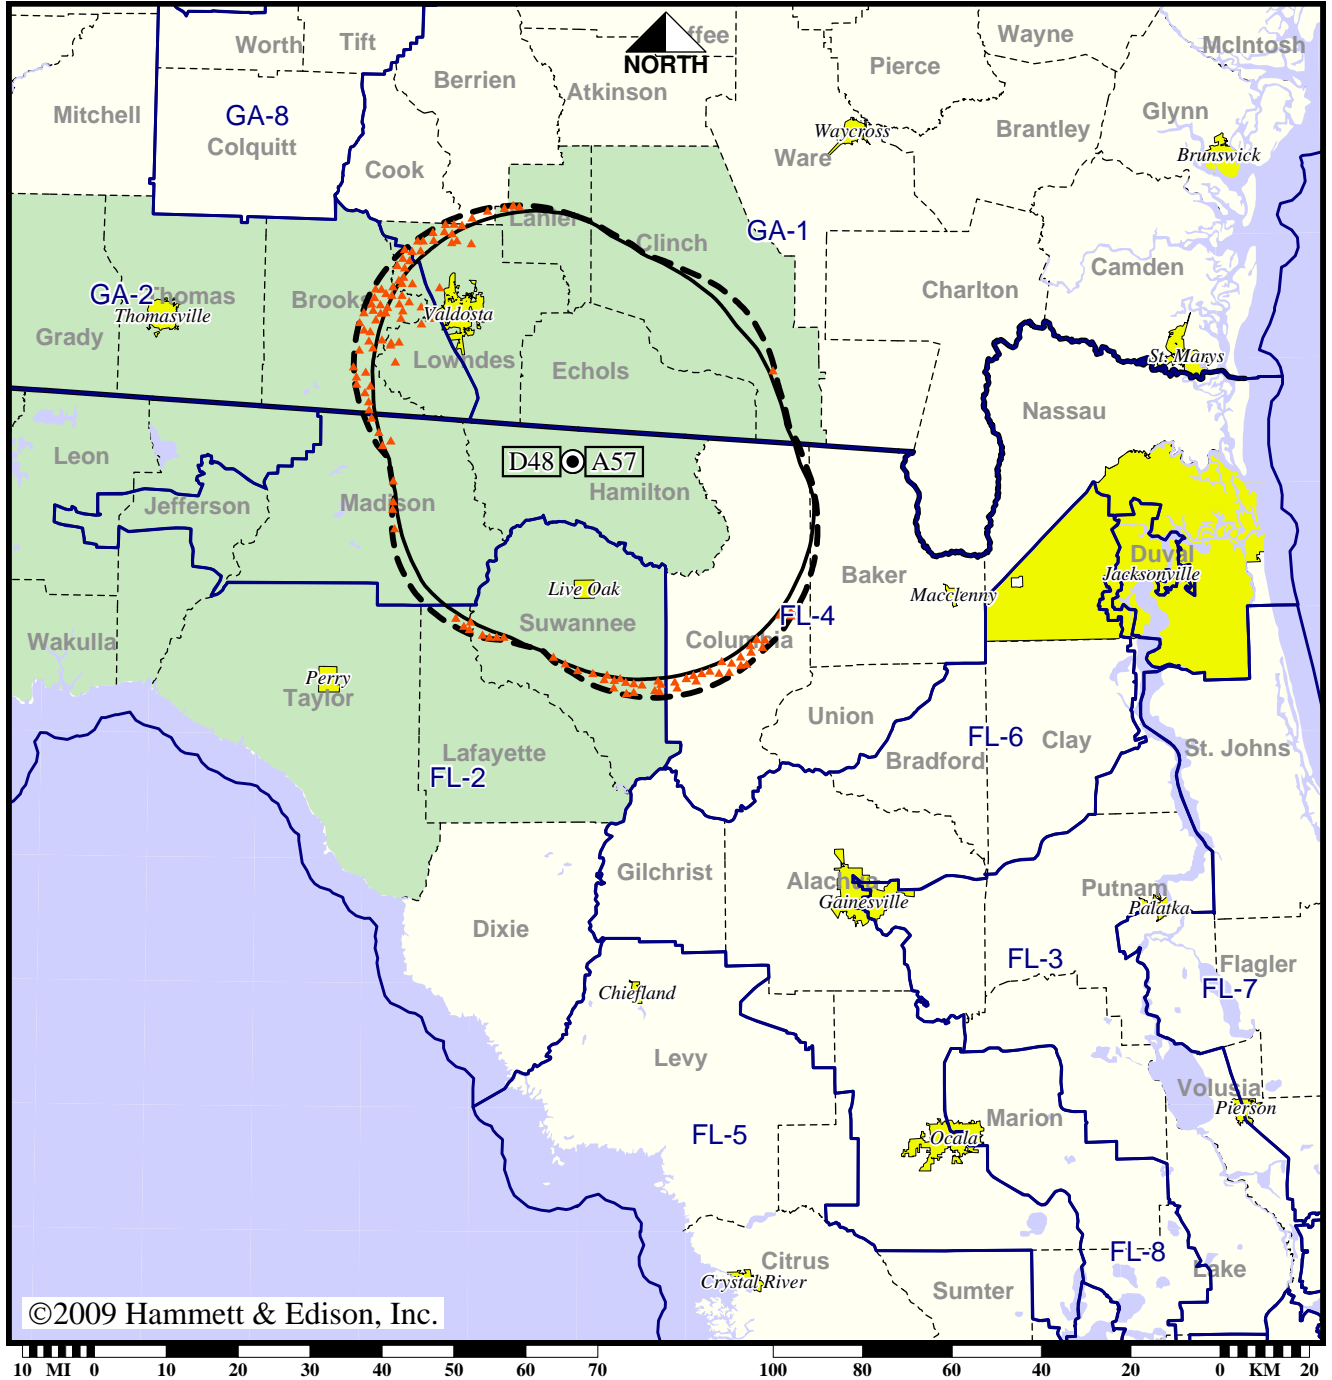 Worth
Tift
ffee
Wayne
McIntosh
NORTH
Pierce
Berrien
Atkinson
Mitchell
GA-8
Colquitt
Glynn
Waycross
Brantley
Ware
Brunswick
Cook
Lanier
Clinch
GA-1
Camden
GA-2
Thomas
Brooks
Charlton
Thomasville
Valdosta
Grady
Lowndes
St. Marys
Echols
Nassau
Leon
D48
A57
Hamilton
Jefferson
Madison
Duval
Baker
Jacksonville
Live Oak
Macclenny
FL-4
Suwannee
Columbia
Wakulla
Perry
Taylor
Union
FL-6
Clay
St. Johns
Lafayette
Bradford
FL-2
Gilchrist
Alachua
Putnam
Gainesville
Palatka
Dixie
FL-3
Flagler
FL-7
Chiefland
Levy
Volusia
Pierson
Marion
FL-5
Ocala
FL-8
Citrus
Lake
Crystal River
Sumter
©2009 Hammett & Edison, Inc.
10 MI 0 10 20 30 40 50 60 70 100 80 60 40 20 0 KM 20